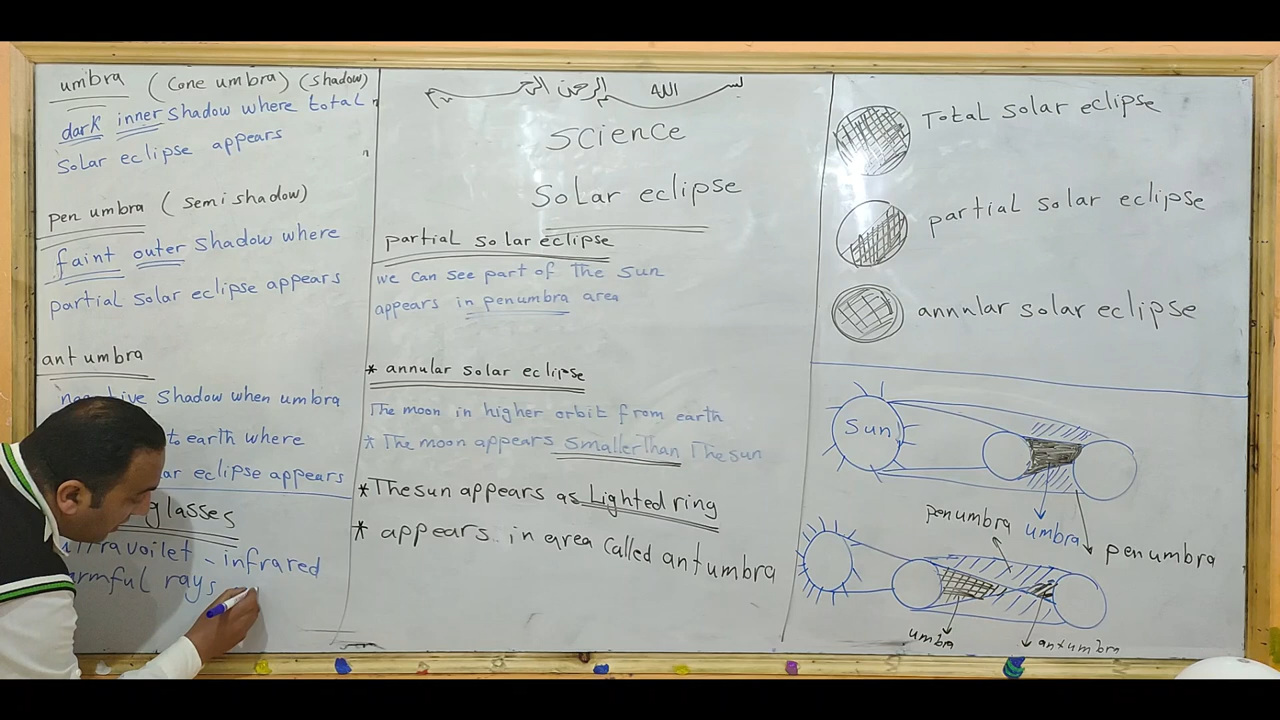 umbra (Cone umbra) (shadow)
dark inner shadow where total
solar eclipse appears
pen umbra (semi shadow)
faint outer shadow where
partial solar eclipse appears
ant umbra
shadow when umbra
to earth where
eclipse appears
glasses
infrared
rays
بسم الله الرحمن الرحيم
Science
Solar eclipse
partial solar eclipse
we can see part of The sun
appears in penumbra area
* annular solar eclipse
The moon in higher orbit from earth
* The moon appears smaller Than The sun
* The sun appears as Lighted ring
* appears in area called antumbra
Total solar eclipse
partial solar eclipse
annular solar eclipse
Sun
penumbra umbra penumbra
umbra antumbra